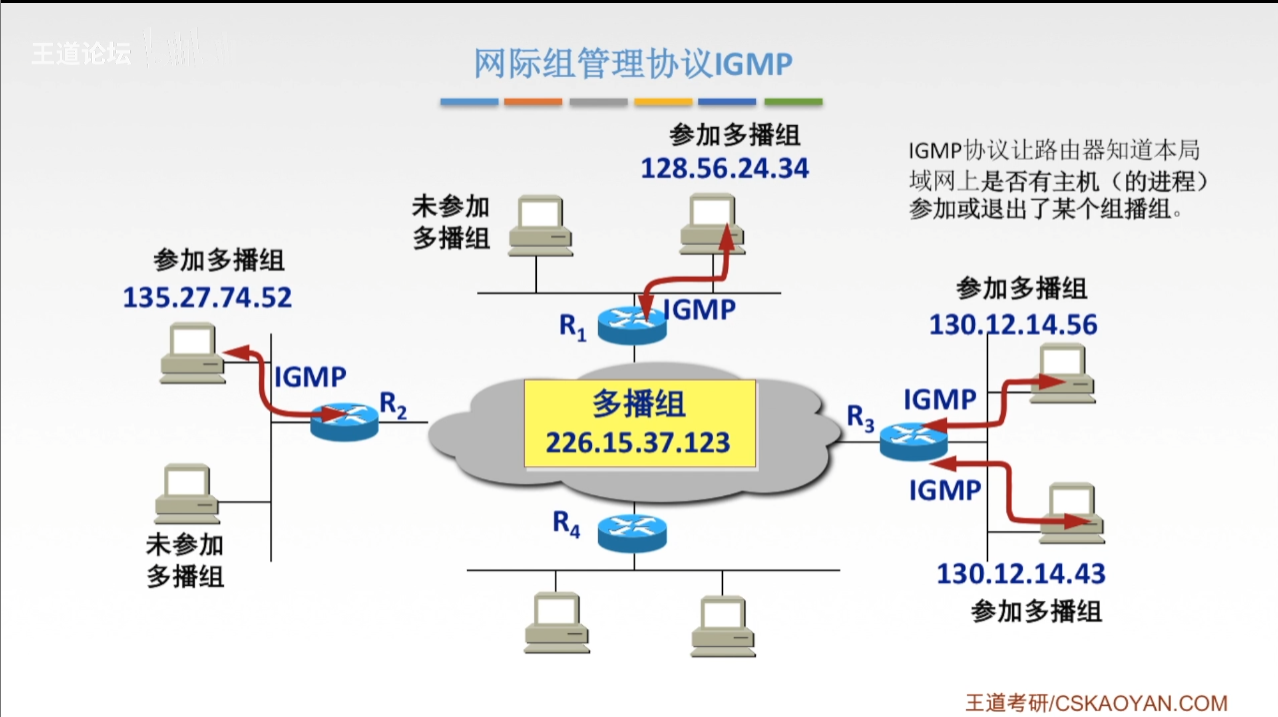 王道论坛
网际组管理协议IGMP
参加多播组
128.56.24.34
IGMP协议让路由器知道本局
域网上是否有主机（的进程）
参加或退出了某个组播组。
未参加
多播组
参加多播组
135.27.74.52
R1
IGMP
参加多播组
130.12.14.56
IGMP
R2
多播组
226.15.37.123
R3
IGMP
IGMP
R4
未参加
多播组
130.12.14.43
参加多播组
王道考研/CSKAOYAN.COM